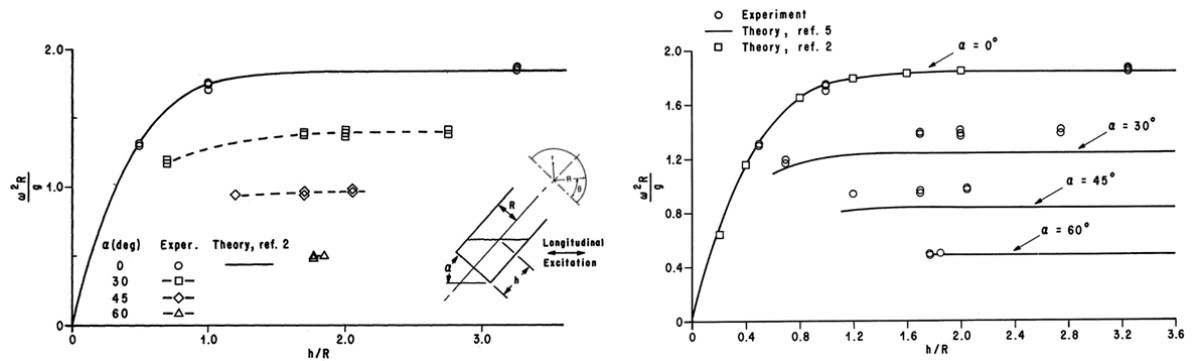 2.0
1.0
0
ω²R
g
0
1.0
2.0
3.0
h/R
α(deg) Exper. Theory, ref. 2
0
30
45
60
R
α
h
r
R
θ
Longitudinal
Excitation
Experiment
Theory, ref. 5
Theory, ref. 2
2.0
1.6
1.2
0.8
0.4
0
ω²R
g
α = 0°
α = 30°
α = 45°
α = 60°
0 0.4 0.8 1.2 1.6 2.0 2.4 2.8 3.2 3.6
h/R